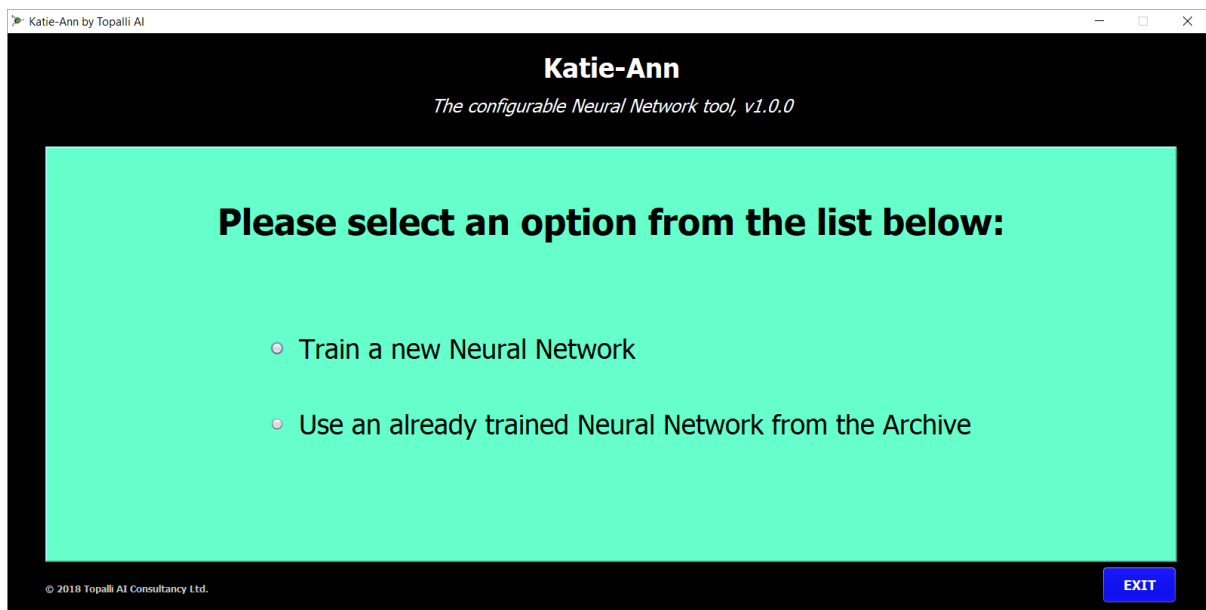 Katie-Ann by Topalli AI
Katie-Ann
The configurable Neural Network tool, v1.0.0
Please select an option from the list below:
Train a new Neural Network
Use an already trained Neural Network from the Archive
© 2018 Topalli AI Consultancy Ltd.
EXIT